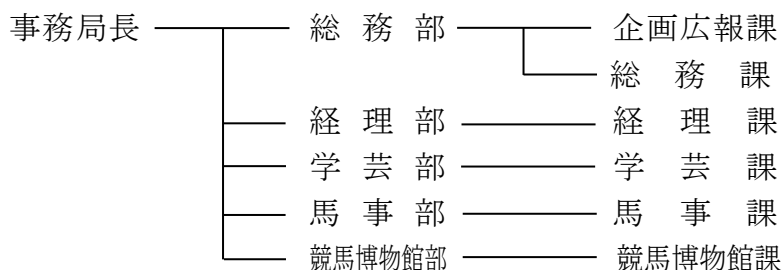 事務局長 総務部 企画広報課
総務課
経理部 経理課
学芸部 学芸課
馬事部 馬事課
競馬博物館部 競馬博物館課